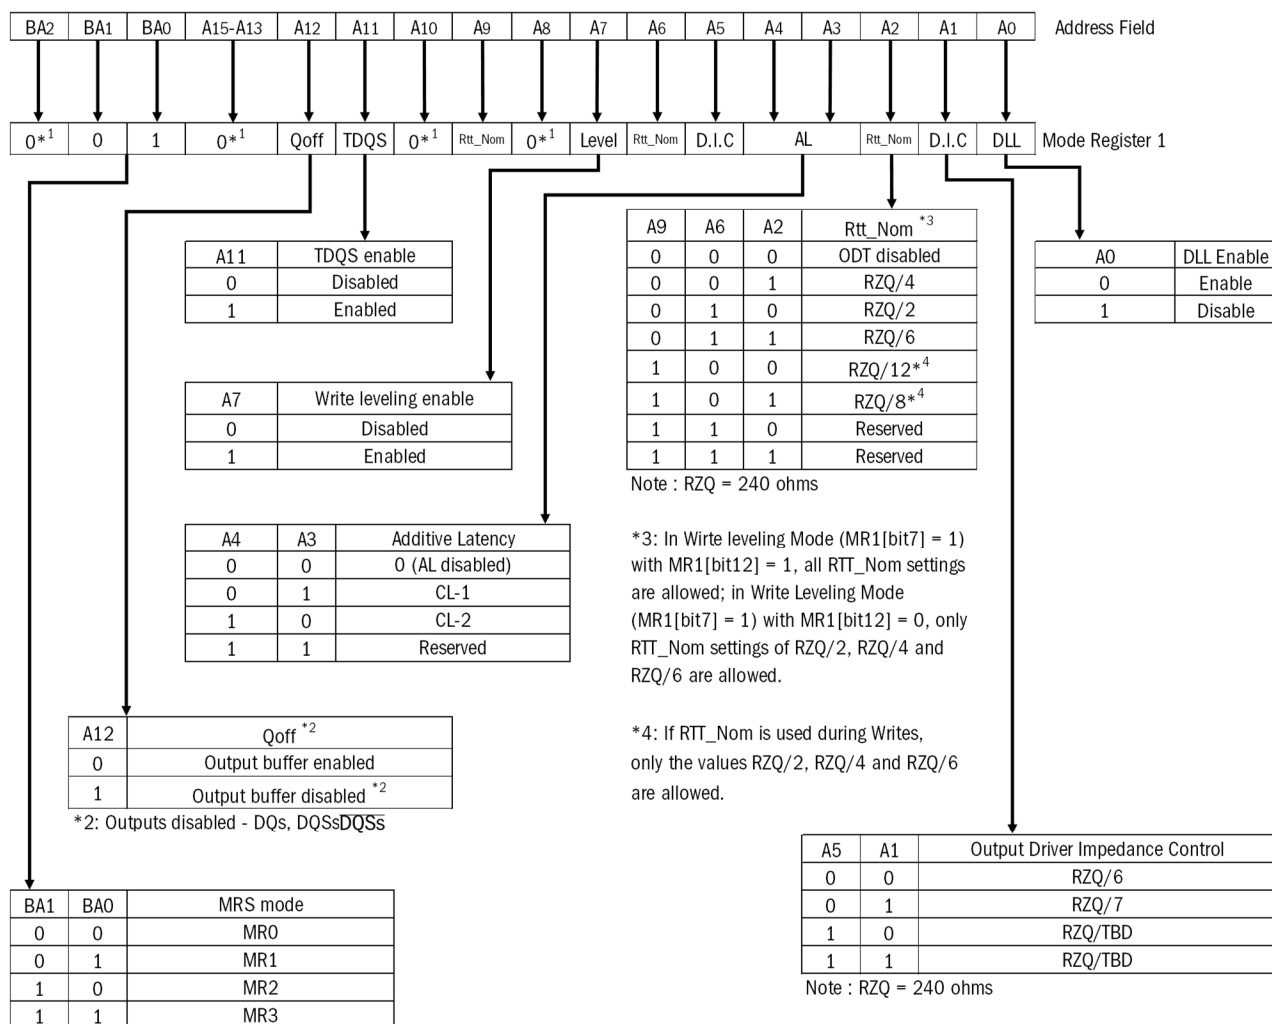 BA2 BA1 BA0 A15-A13 A12 A11 A10 A9 A8 A7 A6 A5 A4 A3 A2 A1 A0 Address Field
0*1 0 1 0*1 Qoff TDQS 0*1 Rtt_Nom 0*1 Level Rtt_Nom D.I.C AL Rtt_Nom D.I.C DLL Mode Register 1
A11 TDQS enable
0 Disabled
1 Enabled
A7 Write leveling enable
0 Disabled
1 Enabled
A4 A3 Additive Latency
0 0 0 (AL disabled)
0 1 CL-1
1 0 CL-2
1 1 Reserved
A12 Qoff *2
0 Output buffer enabled
1 Output buffer disabled *2
*2: Outputs disabled - DQs, DQSsDQSs
BA1 BA0 MRS mode
0 0 MR0
0 1 MR1
1 0 MR2
1 1 MR3
A9 A6 A2 Rtt_Nom *3
0 0 0 ODT disabled
0 0 1 RZQ/4
0 1 0 RZQ/2
0 1 1 RZQ/6
1 0 0 RZQ/12*4
1 0 1 RZQ/8*4
1 1 0 Reserved
1 1 1 Reserved
Note : RZQ = 240 ohms
*3: In Wirte leveling Mode (MR1[bit7] = 1)
with MR1[bit12] = 1, all RTT_Nom settings
are allowed; in Write Leveling Mode
(MR1[bit7] = 1) with MR1[bit12] = 0, only
RTT_Nom settings of RZQ/2, RZQ/4 and
RZQ/6 are allowed.
*4: If RTT_Nom is used during Writes,
only the values RZQ/2, RZQ/4 and RZQ/6
are allowed.
A0 DLL Enable
0 Enable
1 Disable
A5 A1 Output Driver Impedance Control
0 0 RZQ/6
0 1 RZQ/7
1 0 RZQ/TBD
1 1 RZQ/TBD
Note : RZQ = 240 ohms